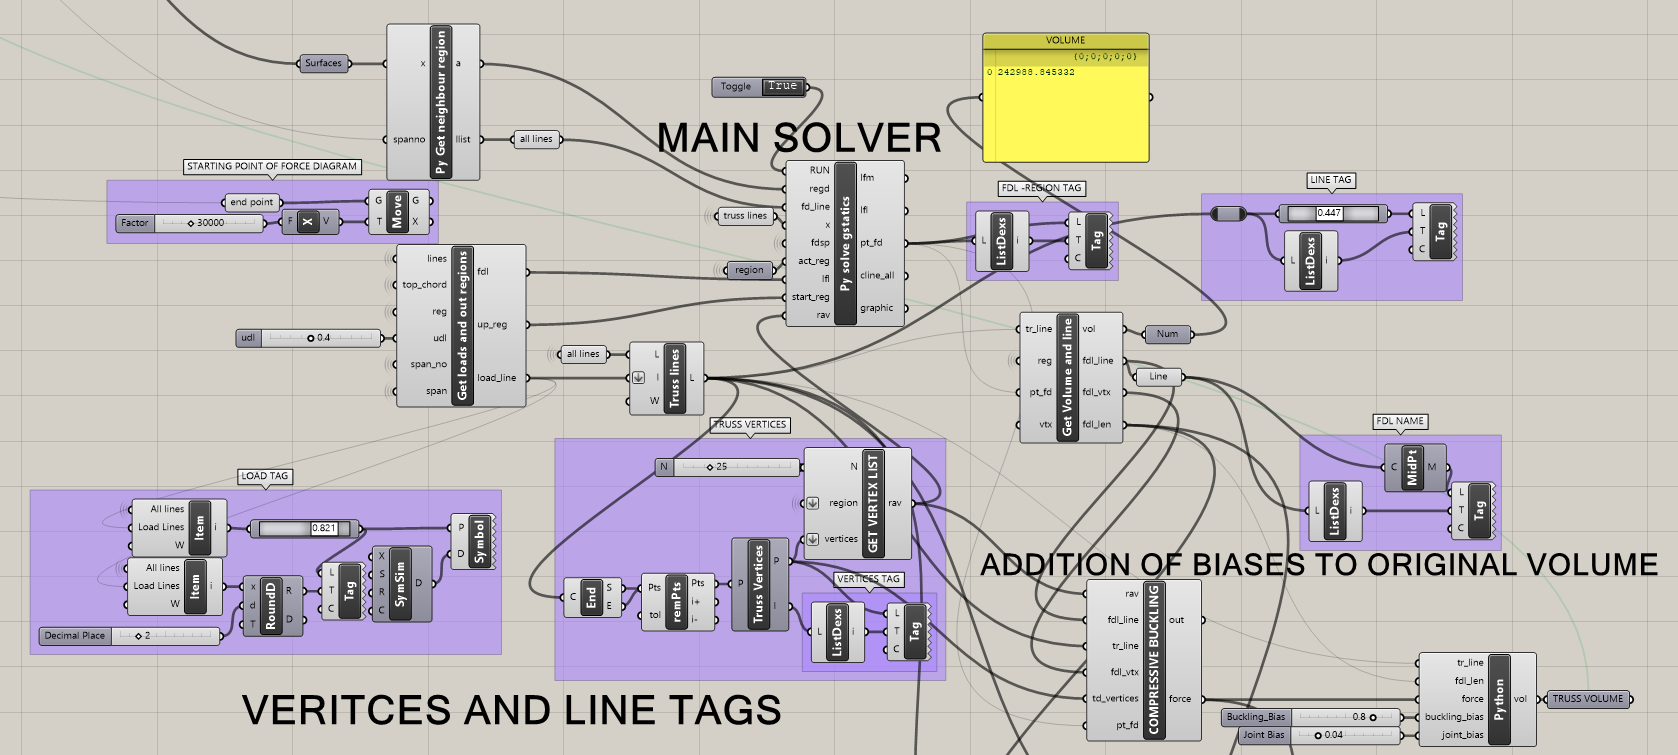 Surfaces
x
a
spanno
llist
Py Get neighbour region
all lines
STARTING POINT OF FORCE DIAGRAM
end point
Factor
30000
F
X
V
G
T
Move
G
X
Toggle
True
MAIN SOLVER
RUN
regd
fd_line
x
fdsp
act_reg
lfl
start_reg
rav
Py solve gstatics
lfm
lfl
pt_fd
cline_all
graphic
truss lines
region
VOLUME
{0;0;0;0;0}
0 242988.845332
FDL -REGION TAG
L
ListDexs
i
L
T
C
Tag
LINE TAG
0.447
L
ListDexs
i
L
T
C
Tag
lines
top_chord
reg
udl
span_no
span
Get loads and out regions
fdl
up_reg
load_line
udl
0.4
all lines
L
l
W
Truss lines
L
tr_line
reg
pt_fd
vtx
Get Volume and line
vol
fdl_line
fdl_vtx
fdl_len
Num
Line
FDL NAME
C
MidPt
M
L
ListDexs
i
L
T
C
Tag
LOAD TAG
All lines
Load Lines
W
Item
i
All lines
Load Lines
W
Item
i
0.821
x
d
T
RoundD
R
D
L
T
C
Tag
X
S
R
C
SymSim
D
P
D
Symbol
Decimal Place
2
TRUSS VERTICES
N
25
N
region
vertices
GET VERTEX LIST
rav
C
End
S
E
Pts
tol
remPts
Pts
i+
i-
P
Truss Vertices
P
I
VERTICES TAG
L
ListDexs
i
L
T
C
Tag
VERITCES AND LINE TAGS
ADDITION OF BIASES TO ORIGINAL VOLUME
rav
fdl_line
tr_line
fdl_vtx
td_vertices
pt_fd
COMPRESSIVE BUCKLING
out
force
Buckling_Bias
0.8
Joint Bias
0.04
tr_line
fdl_len
force
buckling_bias
joint_bias
Python
vol
TRUSS VOLUME